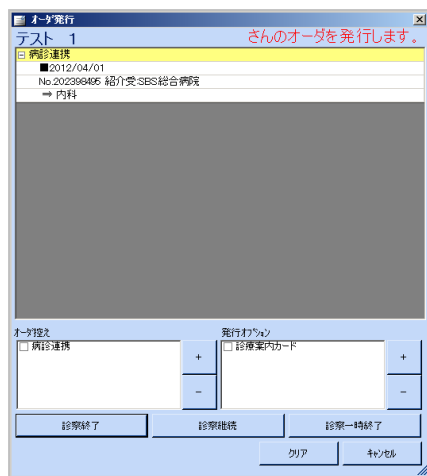 オーダ発行
テスト 1 さんのオーダを発行します。
病診連携
■2012/04/01
No.202398495 紹介受:SBS総合病院
⇒ 内科
オーダ控え 発行オプション
病診連携 + 診療案内カード +
- -
診察終了 診察継続 診察一時終了
クリア キャンセル